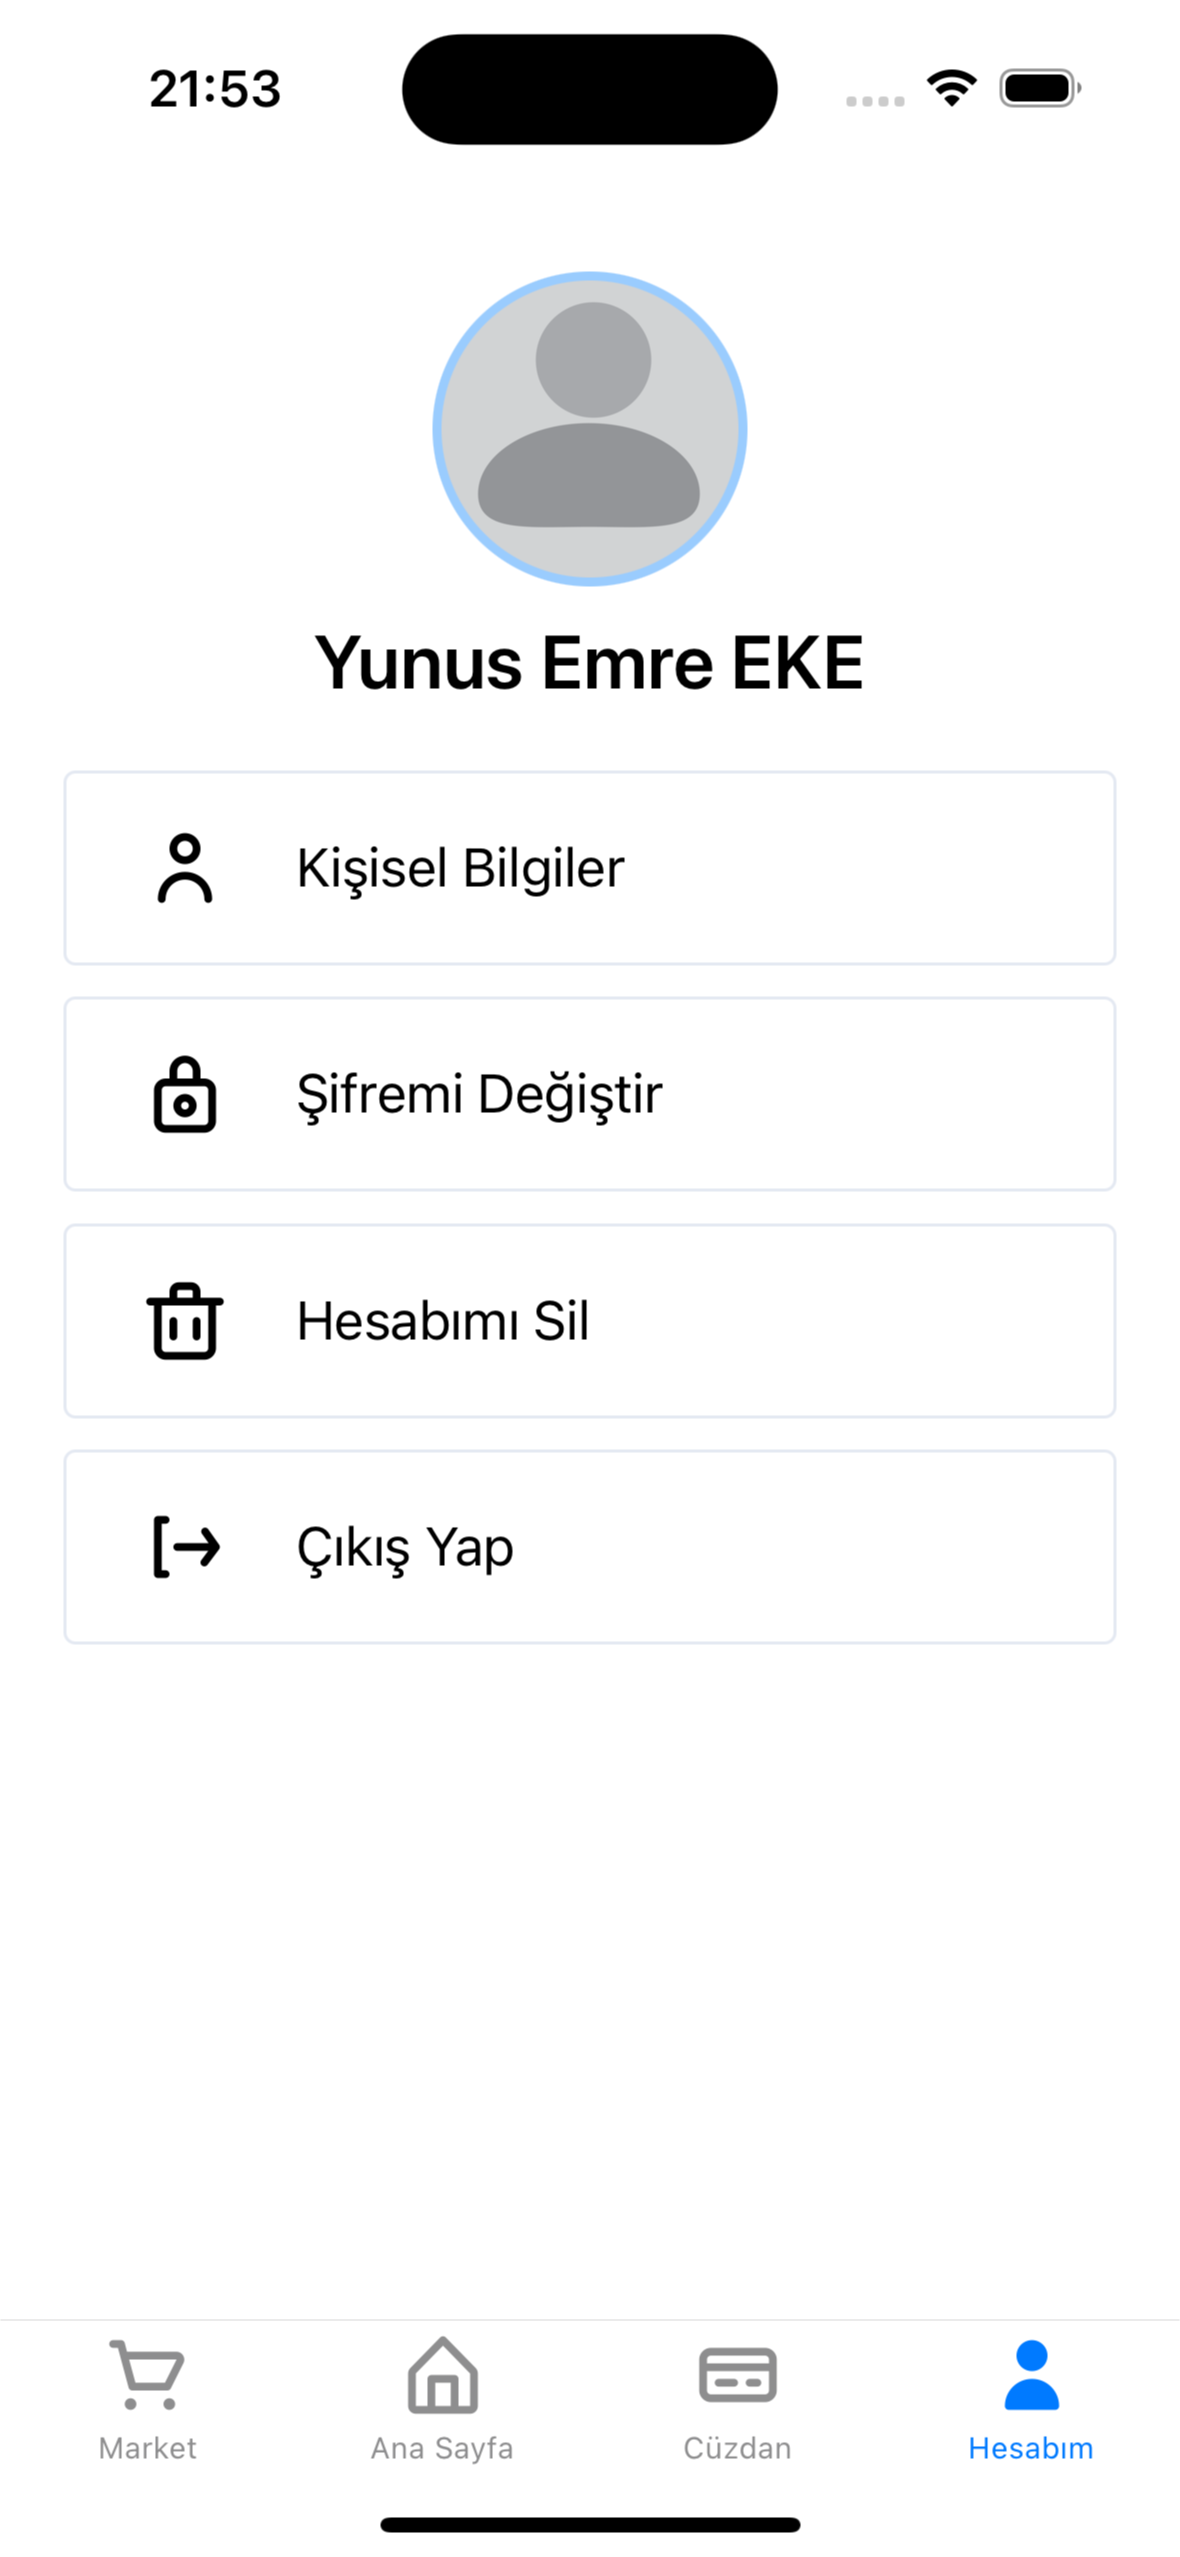 21:53
Yunus Emre EKE
Kişisel Bilgiler
Şifremi Değiştir
Hesabımı Sil
Çıkış Yap
Market
Ana Sayfa
Cüzdan
Hesabım